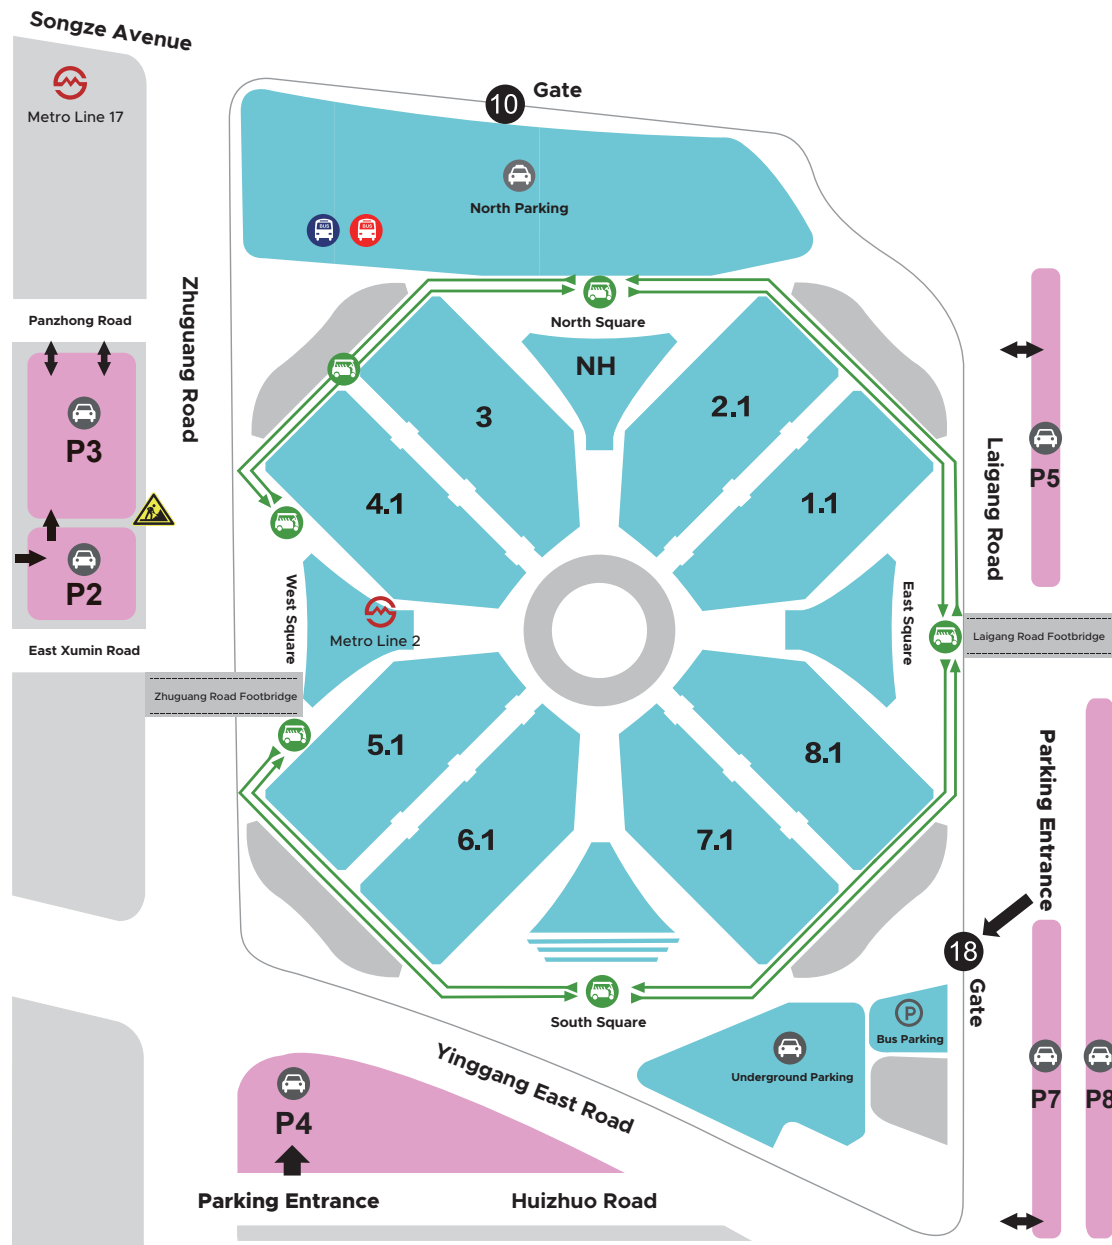 Songze Avenue
Metro Line 17
10
Gate
North Parking
BUS
BUS
Zhuguang Road
Panzhong Road
North Square
NH
3
2.1
P3
4.1
1.1
Laigang Road
P5
P2
West Square
Metro Line 2
East Square
Laigang Road Footbridge
East Xumin Road
Zhuguang Road Footbridge
5.1
8.1
6.1
7.1
Parking Entrance
18
Gate
South Square
P
Bus Parking
Underground Parking
Yinggang East Road
P4
P7
P8
Parking Entrance
Huizhuo Road